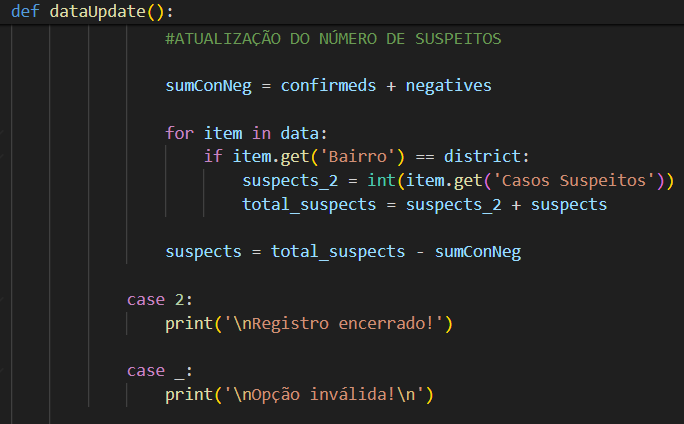 def dataUpdate():
#ATUALIZAÇÃO DO NÚMERO DE SUSPEITOS
sumConNeg = confirmeds + negatives
for item in data:
if item.get('Bairro') == district:
suspects_2 = int(item.get('Casos Suspeitos'))
total_suspects = suspects_2 + suspects
suspects = total_suspects - sumConNeg
case 2:
print('\nRegistro encerrado!')
case _:
print('\nOpção inválida!\n')